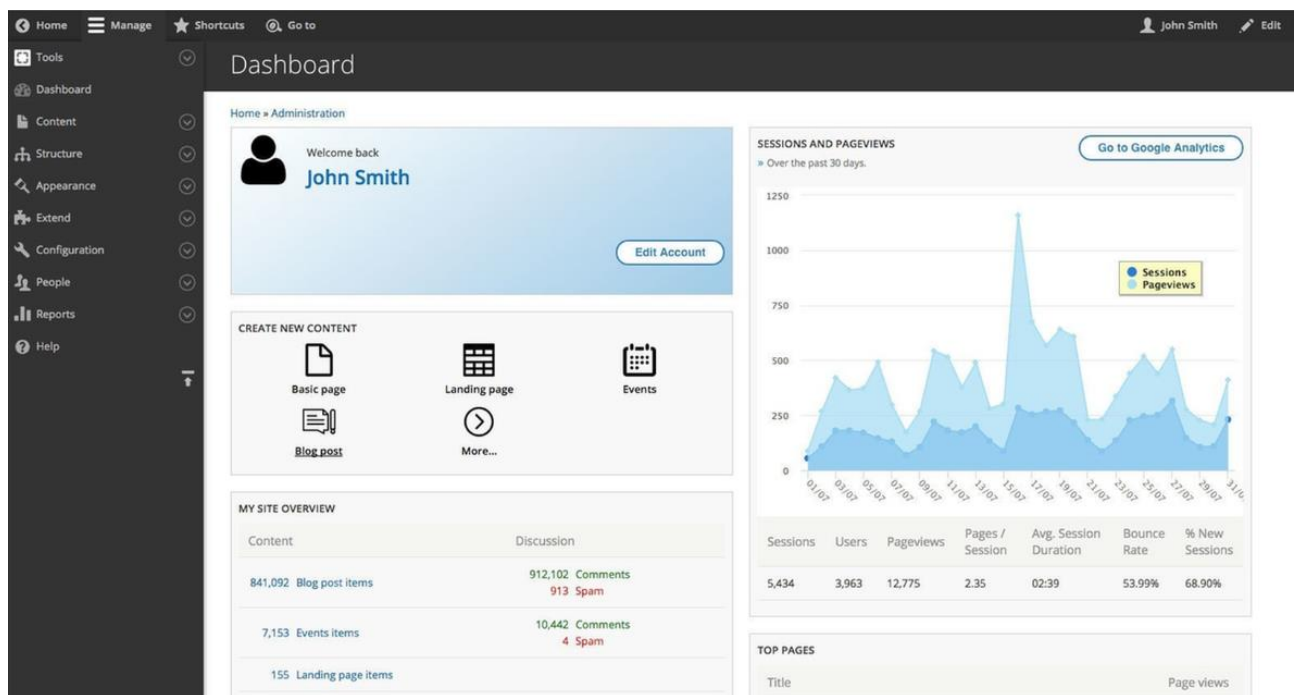 Home Manage Shortcuts Go to John Smith Edit
Tools
Dashboard
Content
Structure
Appearance
Extend
Configuration
People
Reports
Help
Dashboard
Home » Administration
Welcome back
John Smith
Edit Account
CREATE NEW CONTENT
Basic page Landing page Events
Blog post More...
MY SITE OVERVIEW
Content Discussion
841,092 Blog post items 912,102 Comments
913 Spam
7,153 Events items 10,442 Comments
4 Spam
155 Landing page items
SESSIONS AND PAGEVIEWS
Go to Google Analytics
» Over the past 30 days.
1250
1000
750
500
250
0
Sessions
Pageviews
01/07 03/07 05/07 07/07 09/07 11/07 13/07 15/07 17/07 19/07 21/07 23/07 25/07 27/07 29/07
Sessions Users Pageviews Pages / Session Avg. Session Duration Bounce Rate % New Sessions
5,434 3,963 12,775 2.35 02:39 53.99% 68.90%
TOP PAGES
Title Page views